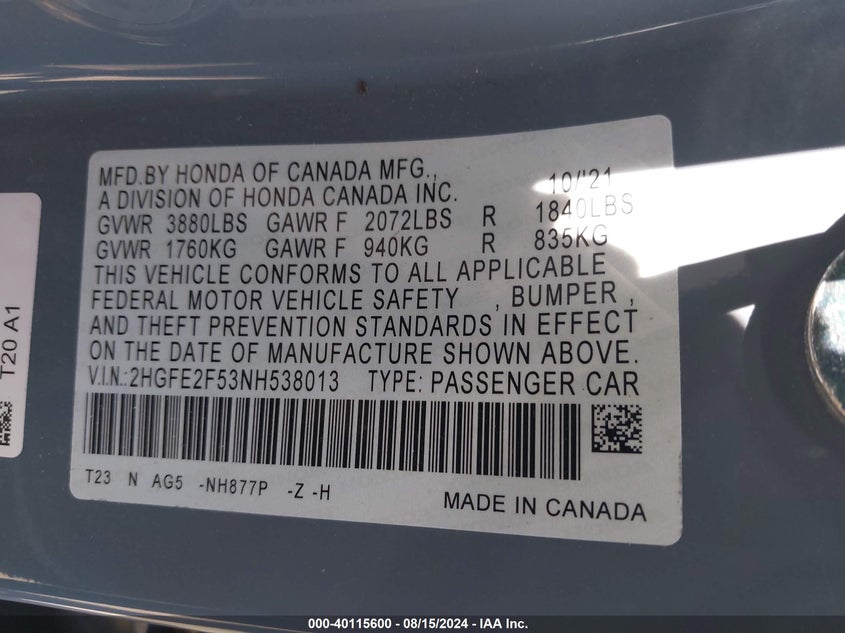 MFD.BY HONDA OF CANADA MFG., 10/'21
A DIVISION OF HONDA CANADA INC.
GVWR 3880LBS GAWR F 2072LBS R 1840LBS
GVWR 1760KG GAWR F 940KG R 835KG
THIS VEHICLE CONFORMS TO ALL APPLICABLE
FEDERAL MOTOR VEHICLE SAFETY , BUMPER ,
AND THEFT PREVENTION STANDARDS IN EFFECT
ON THE DATE OF MANUFACTURE SHOWN ABOVE.
V.I.N.:2HGFE2F53NH538013 TYPE: PASSENGER CAR
T23 N AG5 -NH877P -Z -H
MADE IN CANADA
T20 A1
000-40115600 - 08/15/2024 - IAA Inc.